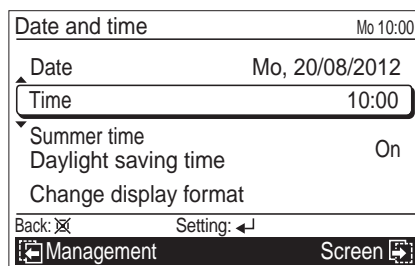 Date and time Mo 10:00
Date Mo, 20/08/2012
Time 10:00
Summer time
Daylight saving time On
Change display format
Back: Setting:
Management Screen